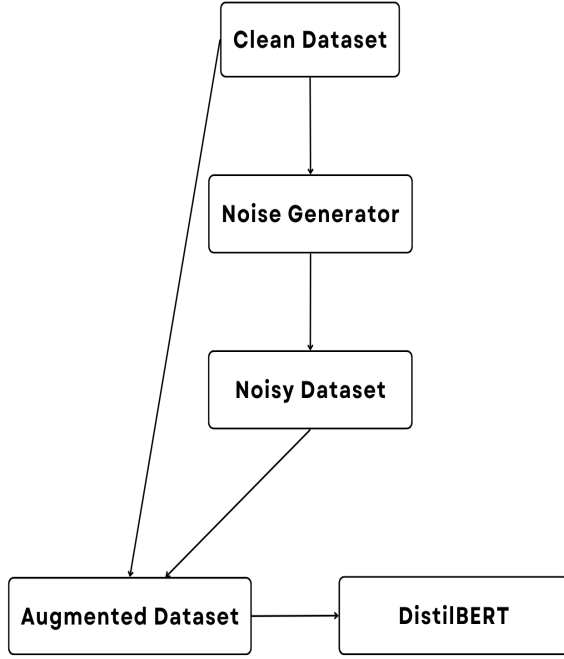 Clean Dataset
Noise Generator
Noisy Dataset
Augmented Dataset
DistilBERT